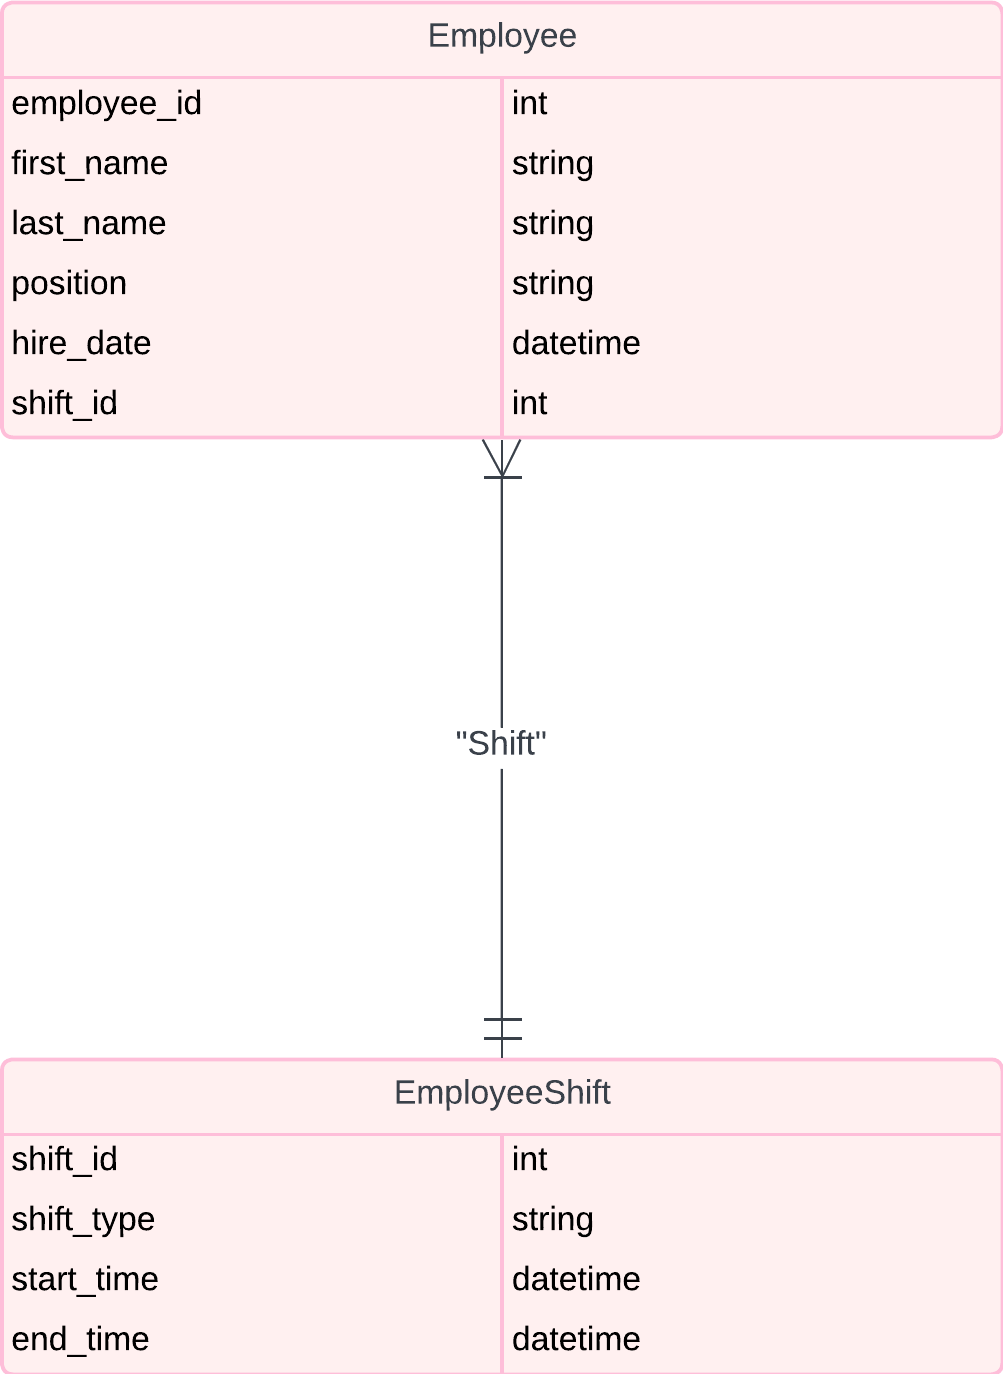 Employee
employee_id int
first_name string
last_name string
position string
hire_date datetime
shift_id int
"Shift"
EmployeeShift
shift_id int
shift_type string
start_time datetime
end_time datetime